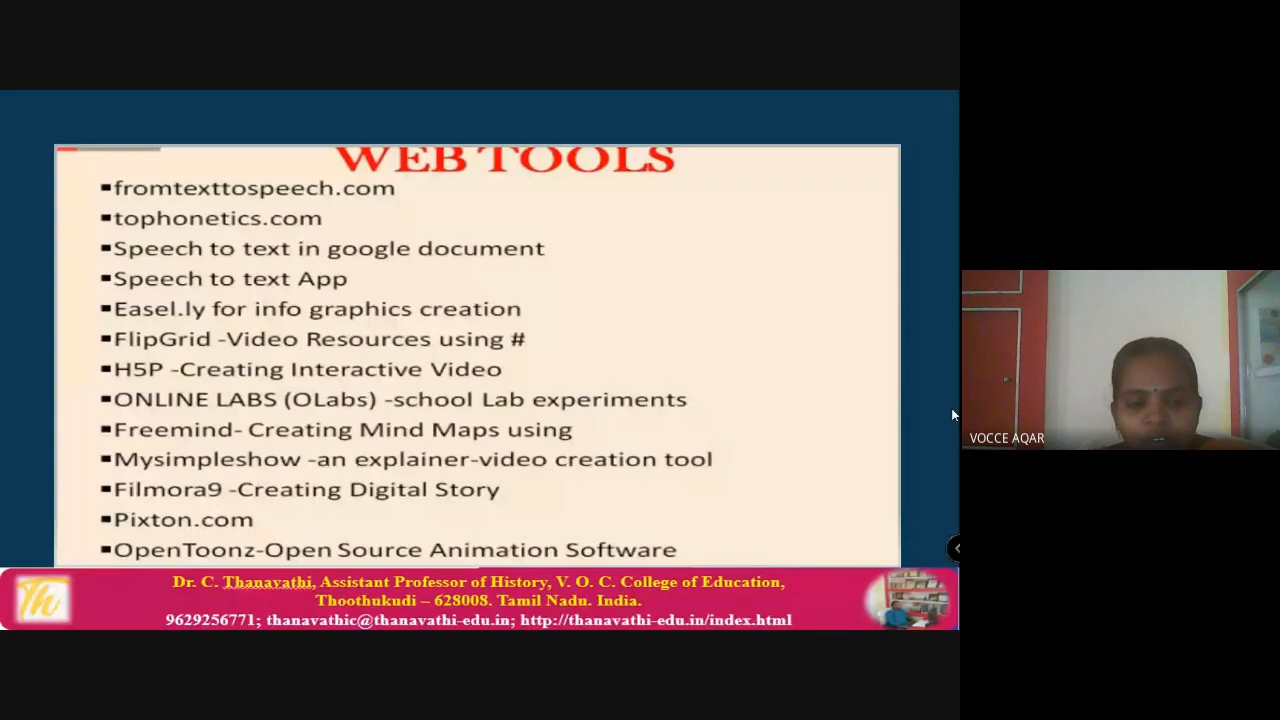 WEB TOOLS
▪fromtexttospeech.com
▪tophonetics.com
▪Speech to text in google document
▪Speech to text App
▪Easel.ly for info graphics creation
▪FlipGrid -Video Resources using #
▪H5P -Creating Interactive Video
▪ONLINE LABS (OLabs) -school Lab experiments
▪Freemind- Creating Mind Maps using
▪Mysimpleshow -an explainer-video creation tool
▪Filmora9 -Creating Digital Story
▪Pixton.com
▪OpenToonz-Open Source Animation Software
Th
Dr. C. Thanavathi, Assistant Professor of History, V. O. C. College of Education,
Thoothukudi – 628008. Tamil Nadu. India.
9629256771; thanavathic@thanavathi-edu.in; http://thanavathi-edu.in/index.html
VOCCE AQAR